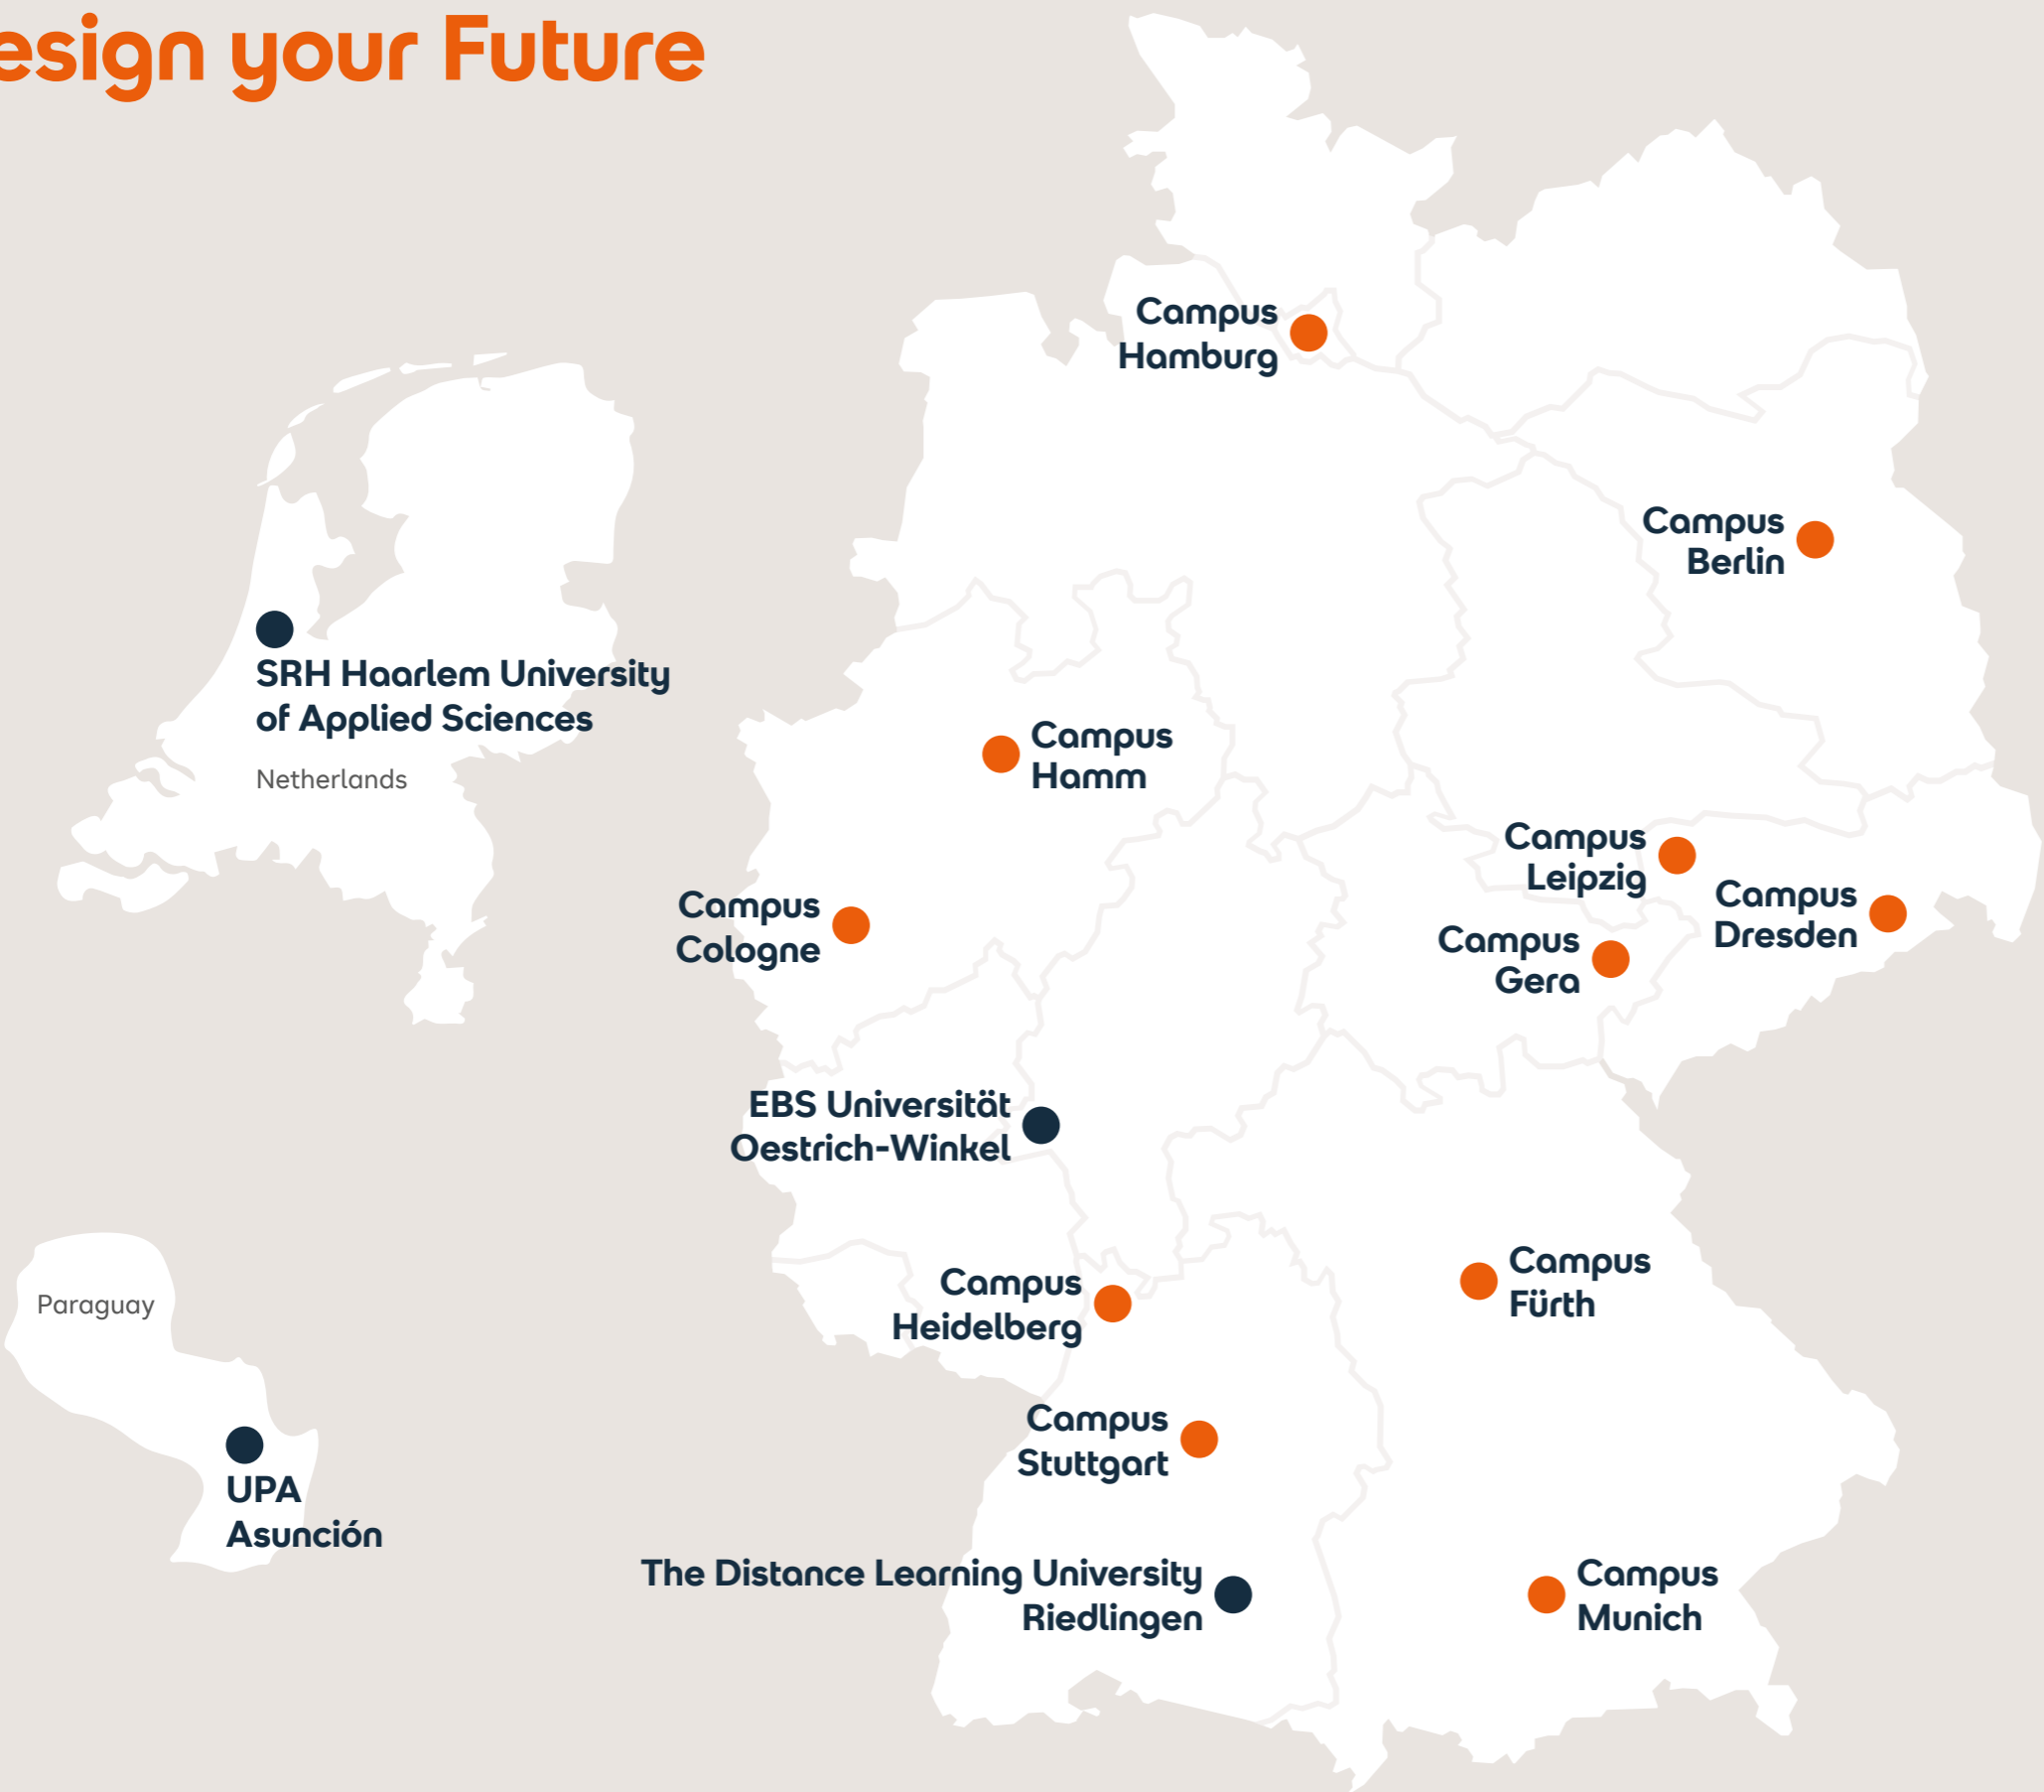 esign your Future
Campus
Hamburg
Campus
Berlin
SRH Haarlem University
of Applied Sciences
Netherlands
Campus
Hamm
Campus
Leipzig
Campus
Dresden
Campus
Cologne
Campus
Gera
EBS Universität
Oestrich-Winkel
Campus
Heidelberg
Campus
Fürth
Paraguay
Campus
Stuttgart
UPA
Asunción
The Distance Learning University
Riedlingen
Campus
Munich